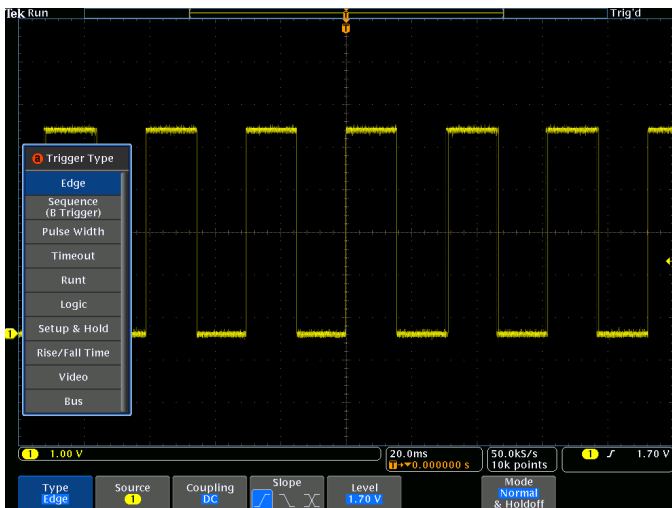 Tek Run
Trig'd
T
T
a Trigger Type
Edge
Sequence
(B Trigger)
Pulse Width
Timeout
Runt
Logic
Setup & Hold
Rise/Fall Time
Video
Bus
1
1 1.00 V
20.0ms
T→▼0.000000 s
50.0kS/s
10k points
1 1.70 V
Type
Edge
Source
1
Coupling
DC
Slope
Level
1.70 V
Mode
Normal
& Holdoff